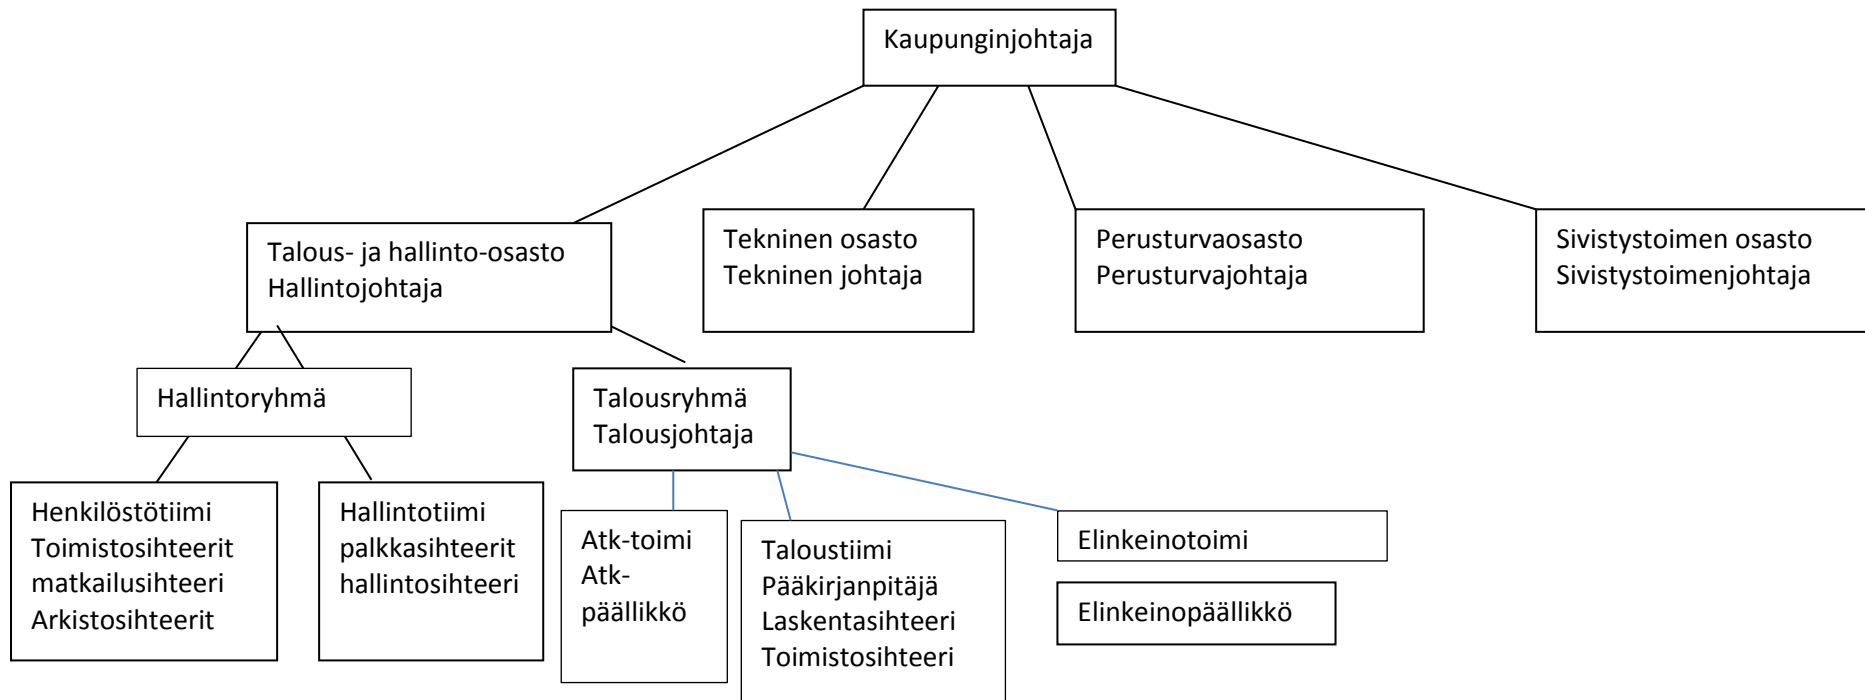 Kaupunginjohtaja
Talous- ja hallinto-osasto
Hallintojohtaja
Tekninen osasto
Tekninen johtaja
Perusturvaosasto
Perusturvajohtaja
Sivistystoimen osasto
Sivistystoimenjohtaja
Hallintoryhmä
Talousryhmä
Talousjohtaja
Henkilöstötiimi
Toimistosihteerit
matkailusihteeri
Arkistosihteerit
Hallintotiimi
palkkasihteerit
hallintosihteeri
Atk-toimi
Atk-
päällikkö
Taloustiimi
Pääkirjanpitäjä
Laskentasihteeri
Toimistosihteeri
Elinkeinotoimi
Elinkeinopäällikkö